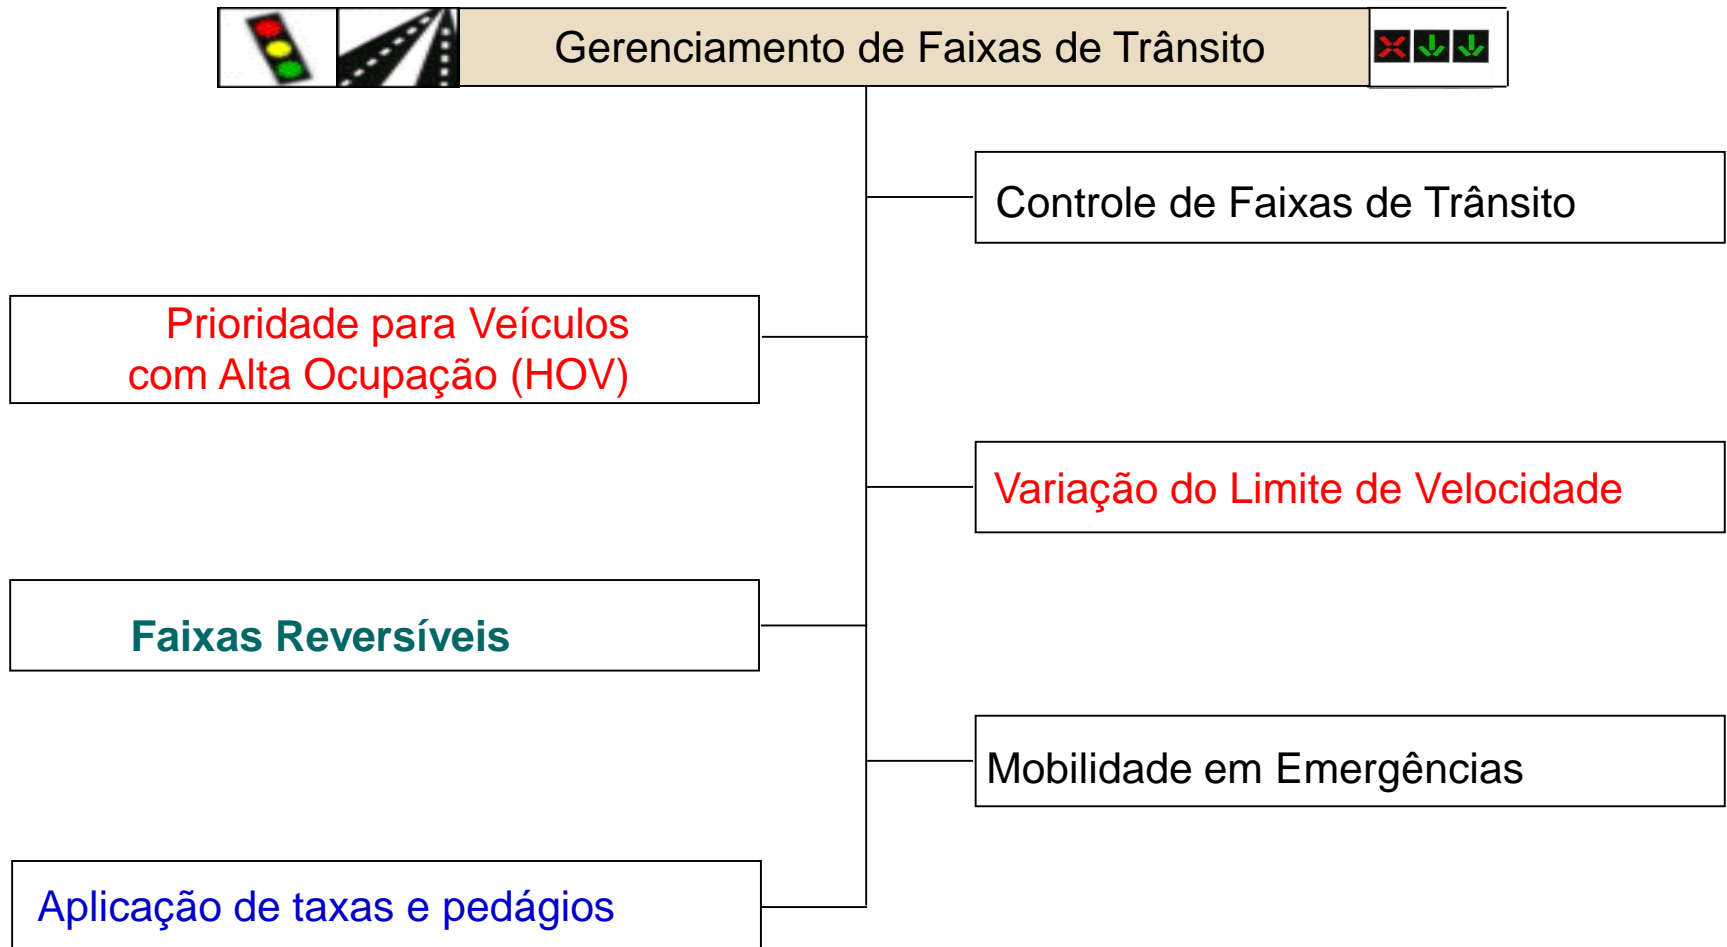 Gerenciamento de Faixas de Trânsito
Controle de Faixas de Trânsito
Prioridade para Veículos
com Alta Ocupação (HOV)
Variação do Limite de Velocidade
Faixas Reversíveis
Mobilidade em Emergências
Aplicação de taxas e pedágios